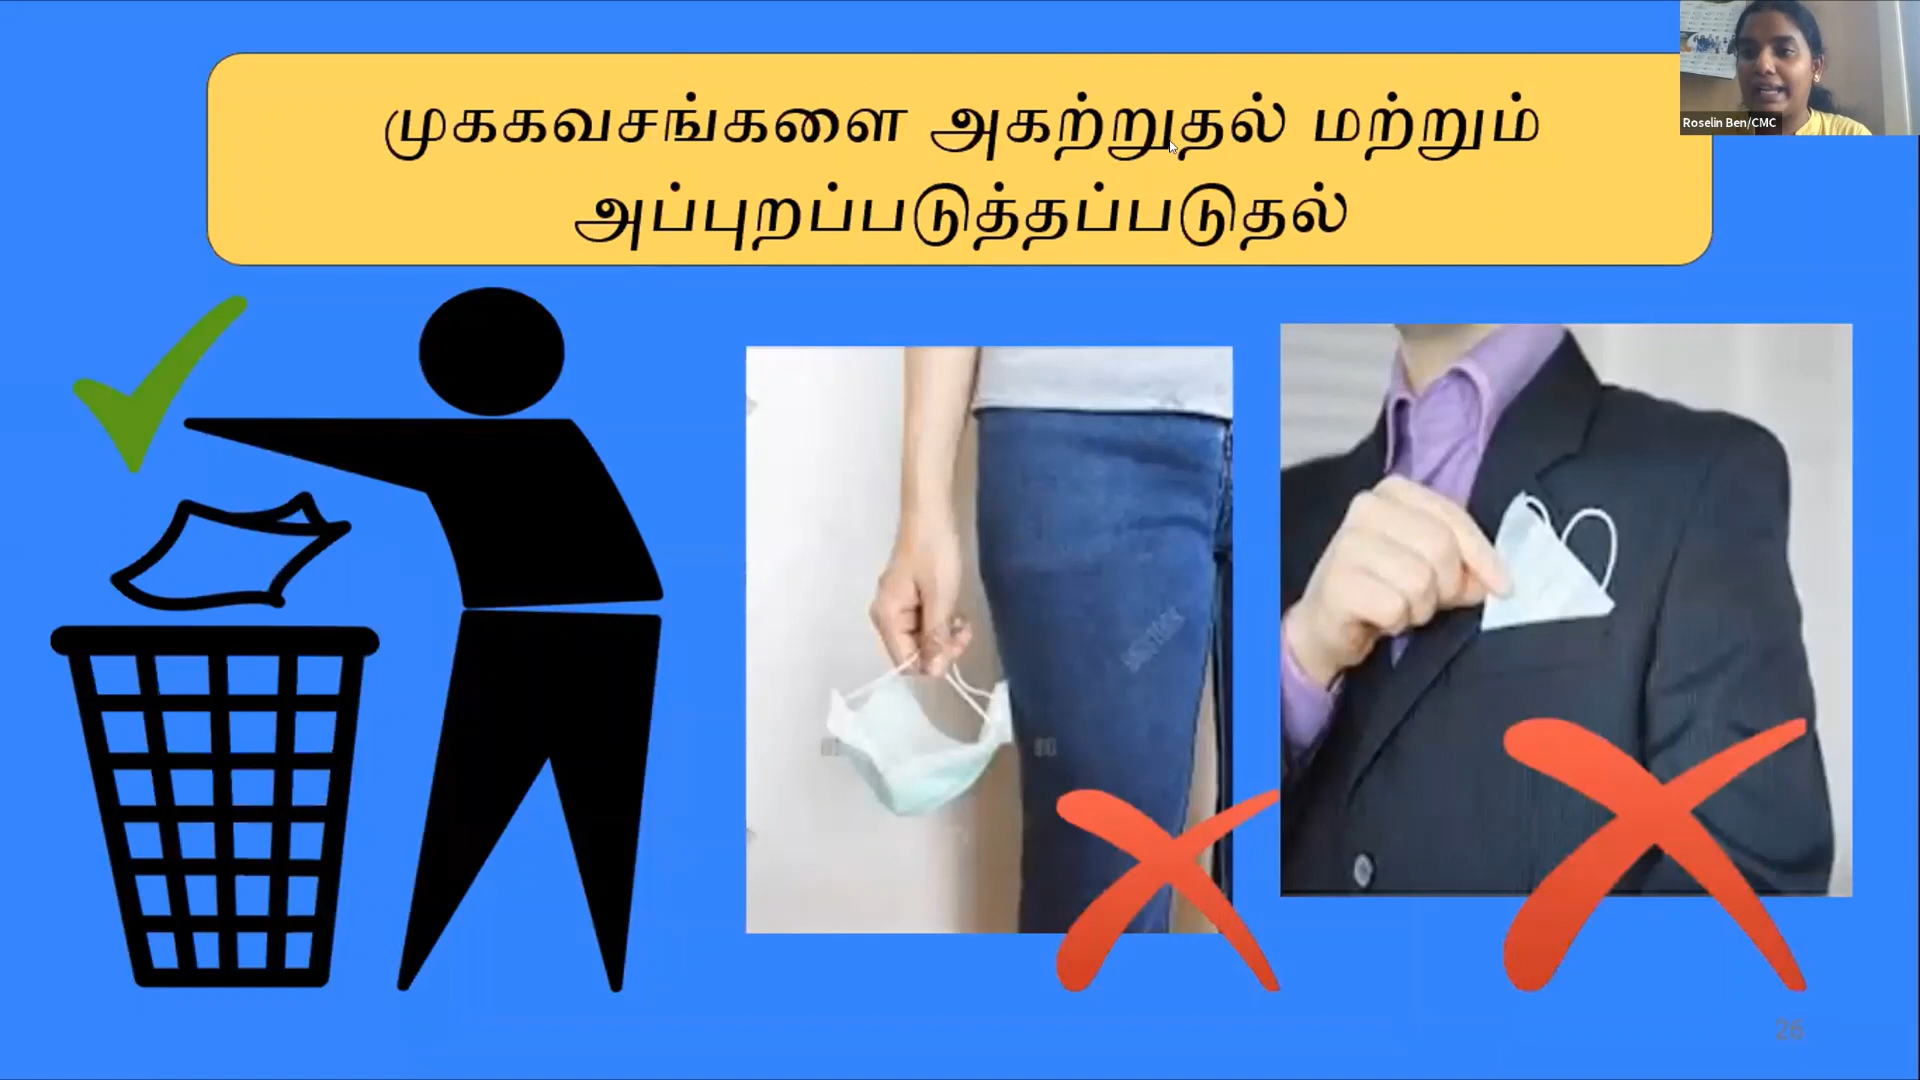 முககவசங்களை அகற்றுதல் மற்றும்
அப்புறப்படுத்தப்படுதல்
Roselin Ben/CMC
26